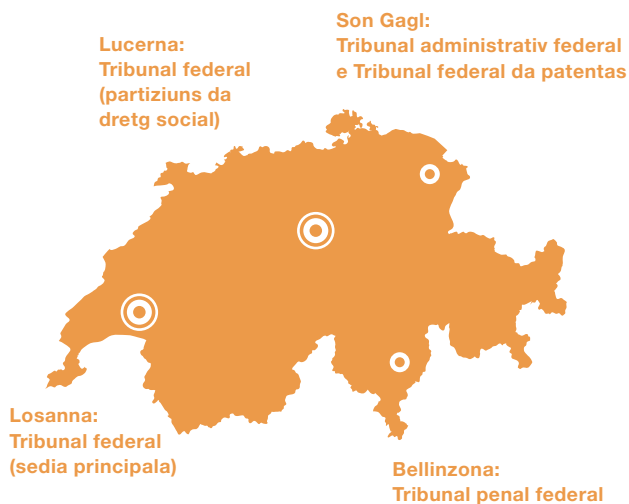 Son Gagl:
Tribunal administrativ federal
e Tribunal federal da patentas
Lucerna:
Tribunal federal
(partiziuns da
dretg social)
Losanna:
Tribunal federal
(sedia principala)
Bellinzona:
Tribunal penal federal